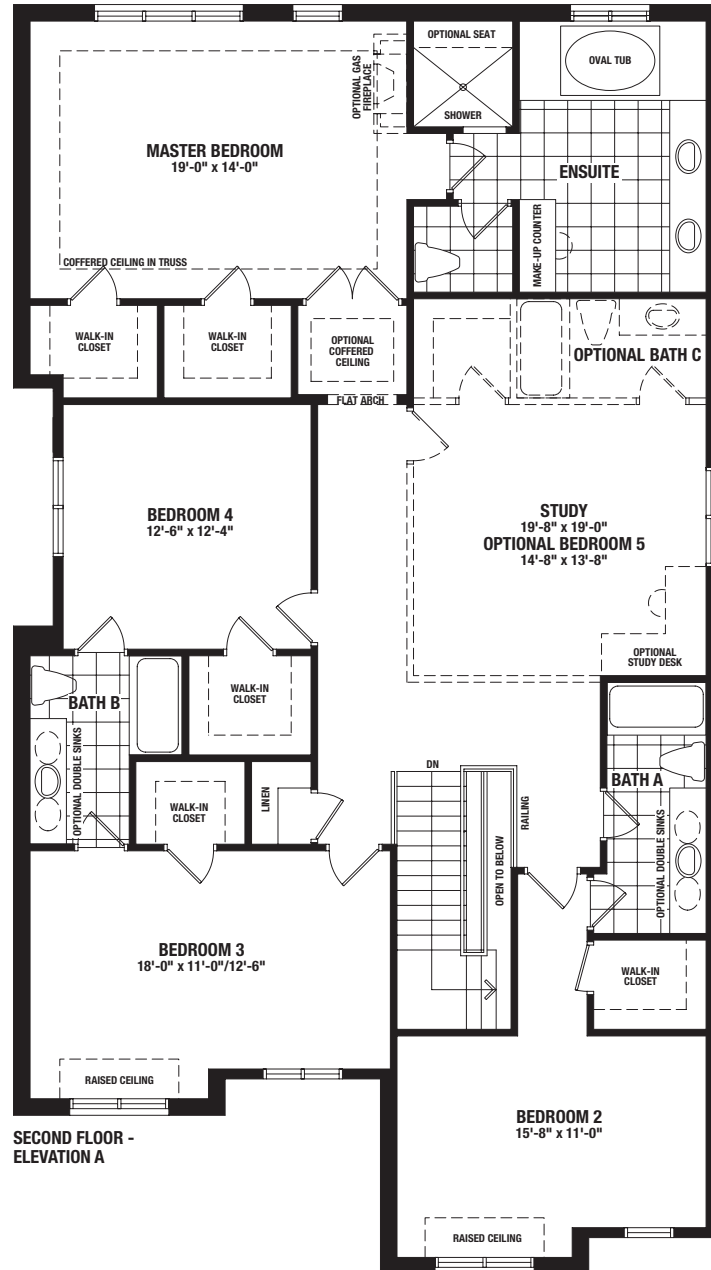 OPTIONAL SEAT
SHOWER
OVAL TUB
OPTIONAL GAS
FIREPLACE
MASTER BEDROOM
19'-0" x 14'-0"
ENSUITE
MAKE-UP COUNTER
COFFERED CEILING IN TRUSS
WALK-IN
CLOSET
WALK-IN
CLOSET
OPTIONAL
COFFERED
CEILING
FLAT ARCH
OPTIONAL BATH C
BEDROOM 4
12'-6" x 12'-4"
STUDY
19'-8" x 19'-0"
OPTIONAL BEDROOM 5
14'-8" x 13'-8"
OPTIONAL
STUDY DESK
BATH B
OPTIONAL DOUBLE SINKS
WALK-IN
CLOSET
WALK-IN
CLOSET
LINEN
DN
RAILING
OPEN TO BELOW
BATH A
OPTIONAL DOUBLE SINKS
BEDROOM 3
18'-0" x 11'-0"/12'-6"
WALK-IN
CLOSET
RAISED CEILING
BEDROOM 2
15'-8" x 11'-0"
RAISED CEILING
SECOND FLOOR -
ELEVATION A